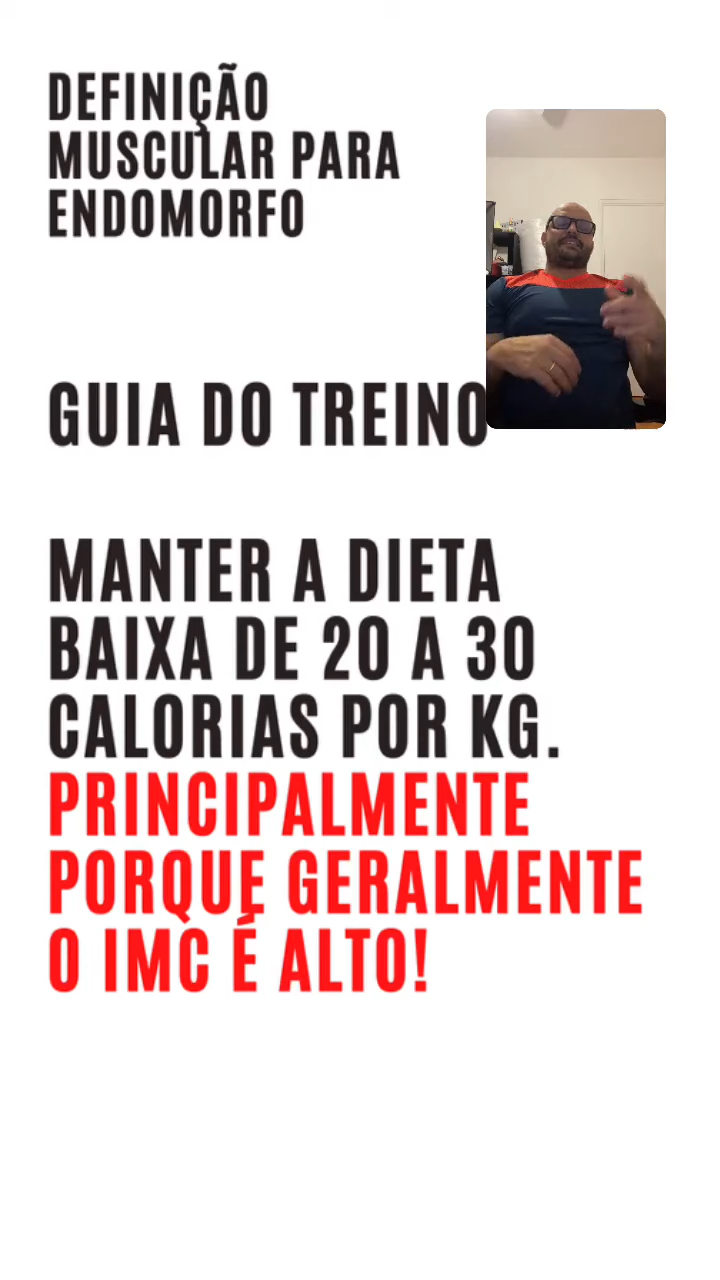 DEFINIÇÃO
MUSCULAR PARA
ENDOMORFO
GUIA DO TREINO
MANTER A DIETA
BAIXA DE 20 A 30
CALORIAS POR KG.
PRINCIPALMENTE
PORQUE GERALMENTE
O IMC É ALTO!